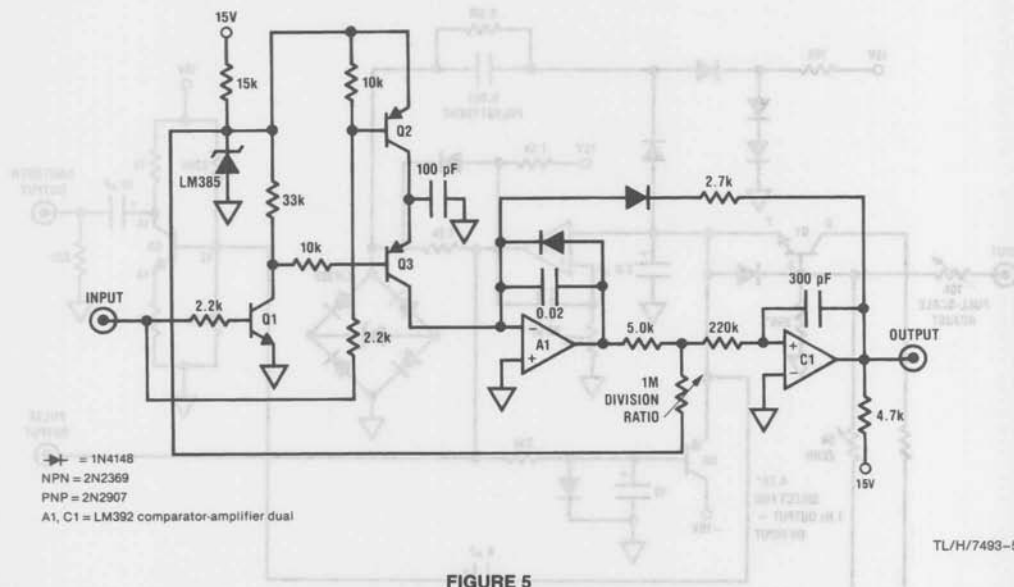 15V
15k
LM385
33k
10k
10k
Q2
100 pF
Q3
INPUT
2.2k
Q1
2.2k
2.7k
0.02
−
A1
+
5.0k
220k
1M
DIVISION
RATIO
300 pF
+
C1
−
OUTPUT
4.7k
15V
= 1N4148
NPN = 2N2369
PNP = 2N2907
A1, C1 = LM392 comparator-amplifier dual
TL/H/7493–5
FIGURE 5